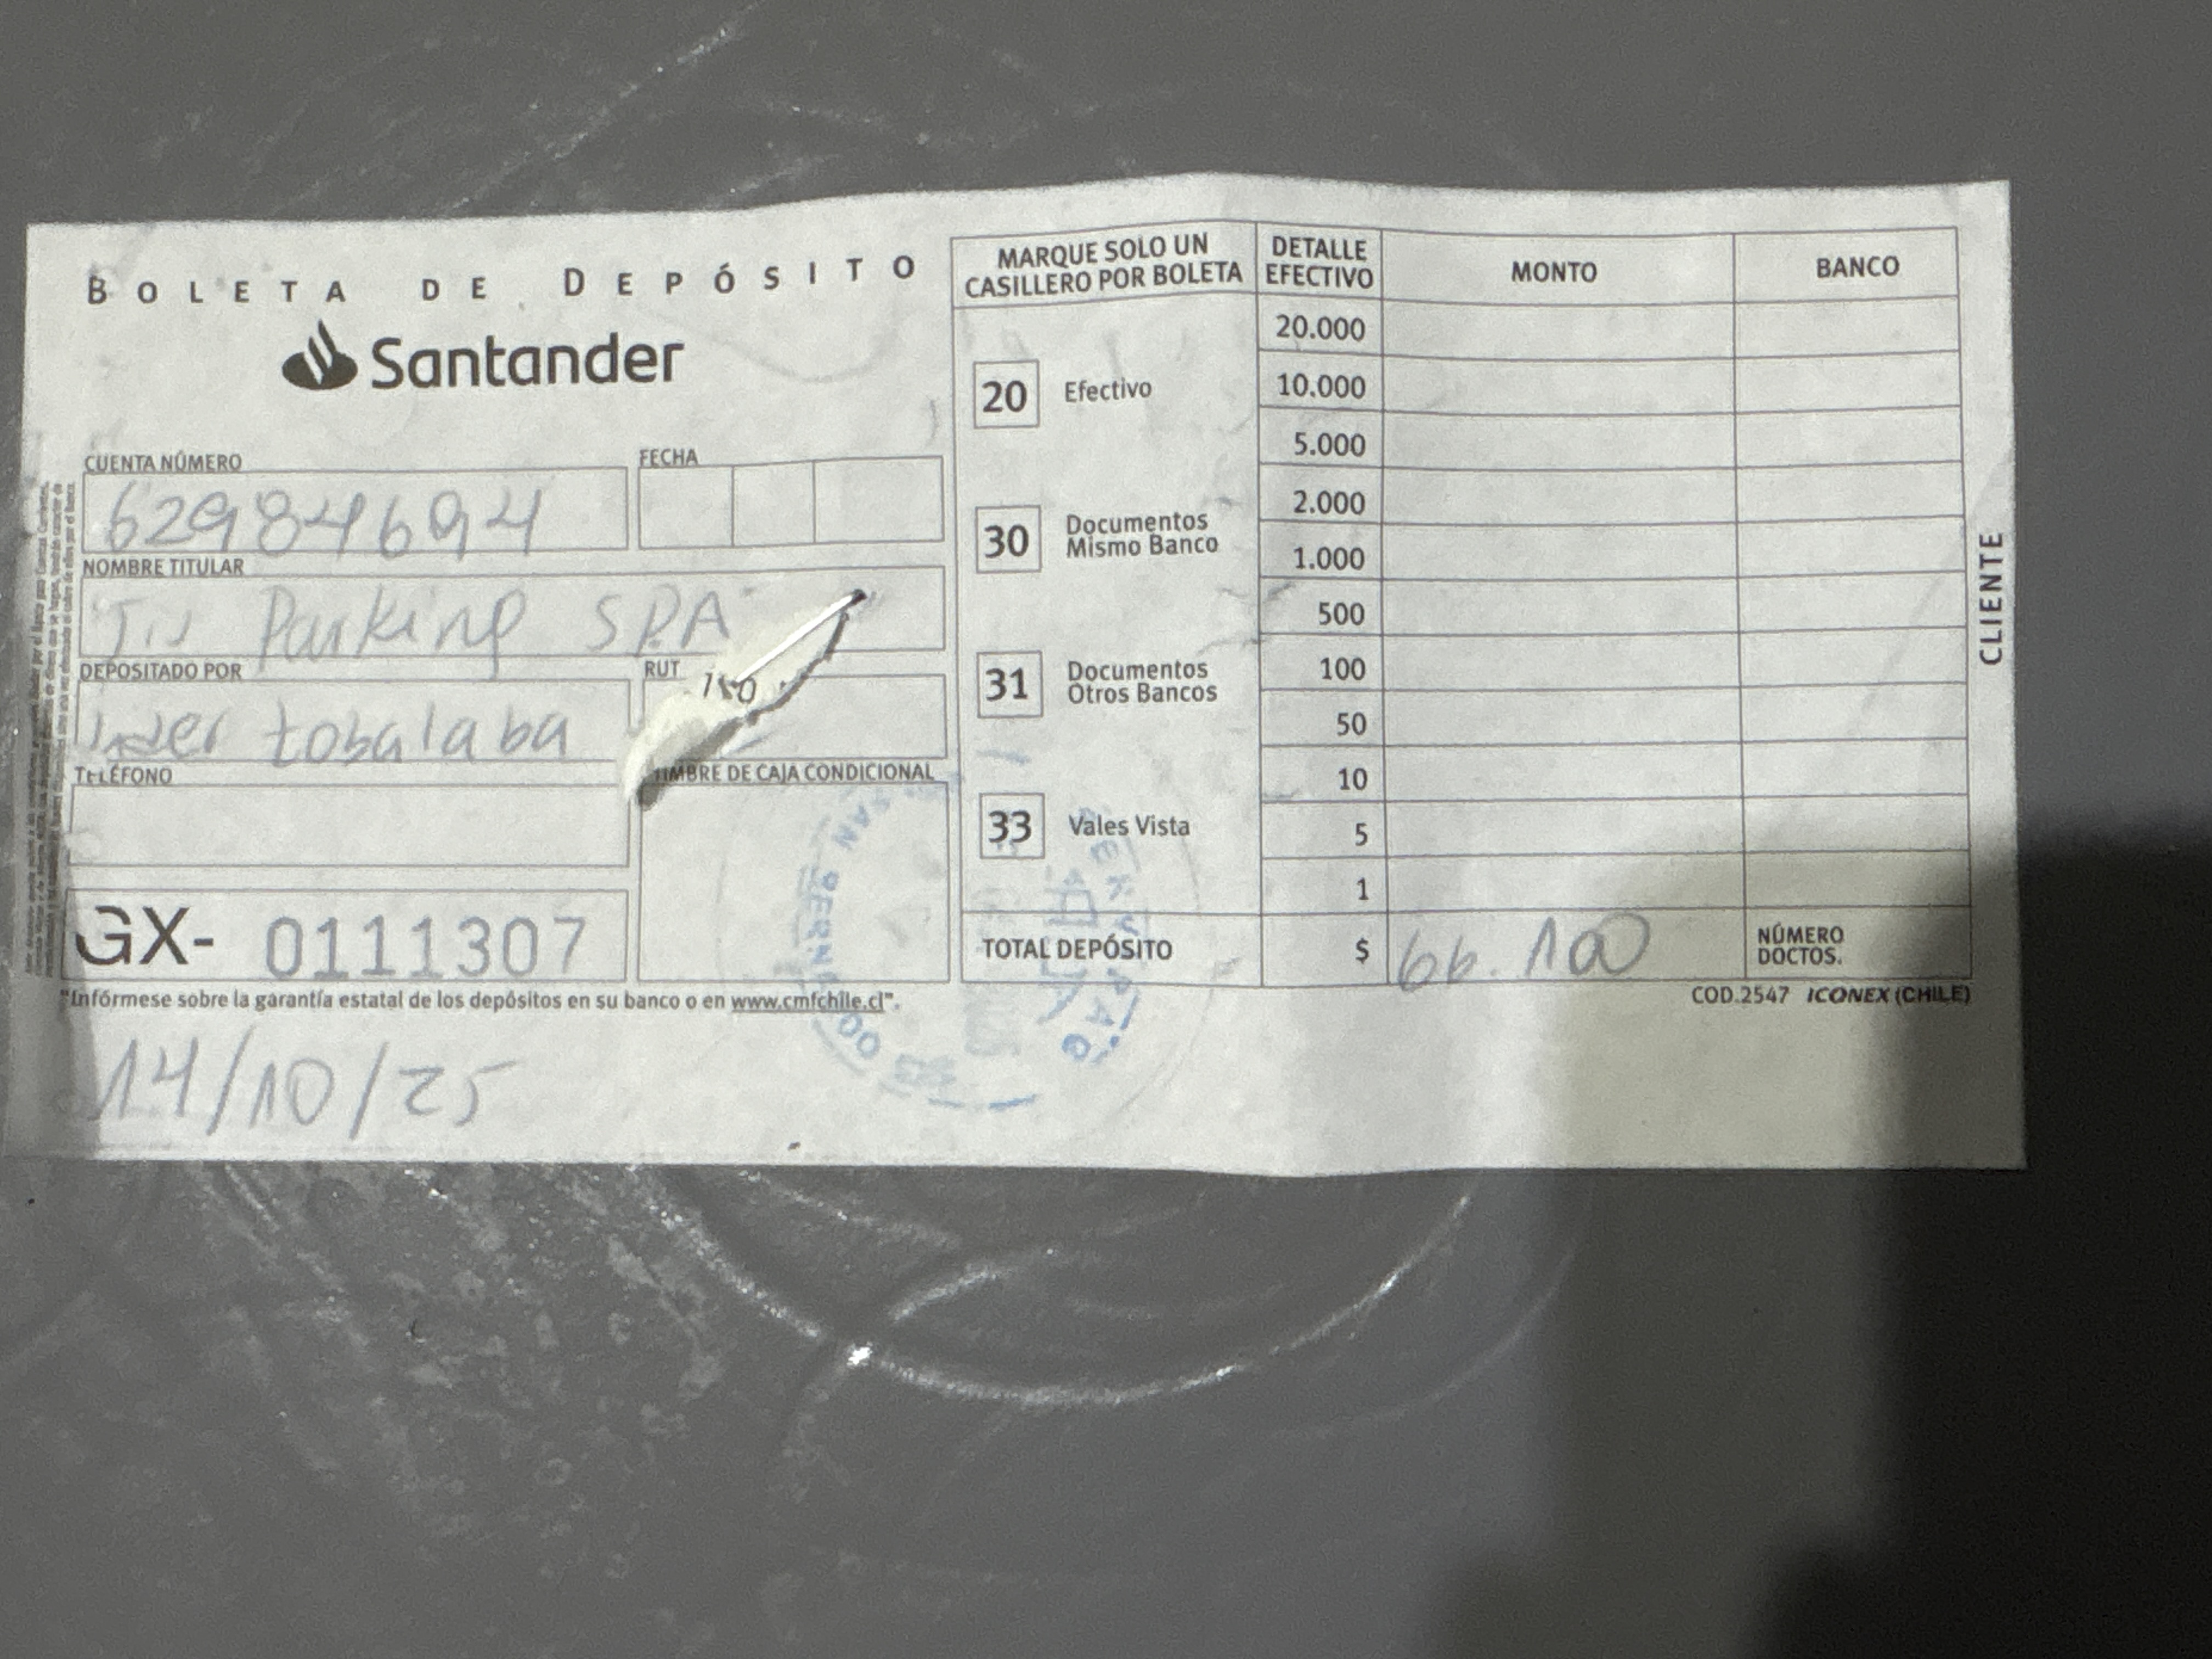 BOLETA DE DEPÓSITO
Santander
CUENTA NÚMERO
62984694
FECHA
NOMBRE TITULAR
Parking SPA
DEPOSITADO POR
tobalaba
RUT
TELÉFONO
TIMBRE DE CAJA CONDICIONAL
GX- 0111307
"Infórmese sobre la garantía estatal de los depósitos en su banco o en www.cmfchile.cl".
14/10/25
MARQUE SOLO UN
CASILLERO POR BOLETA
20 Efectivo
30 Documentos
Mismo Banco
31 Documentos
Otros Bancos
33 Vales Vista
TOTAL DEPÓSITO
DETALLE
EFECTIVO
MONTO
BANCO
20.000
10.000
5.000
2.000
1.000
500
100
50
10
5
1
$ 66.100
NÚMERO
DOCTOS.
COD.2547 ICONEX (CHILE)
CLIENTE
SAN BERNARDO